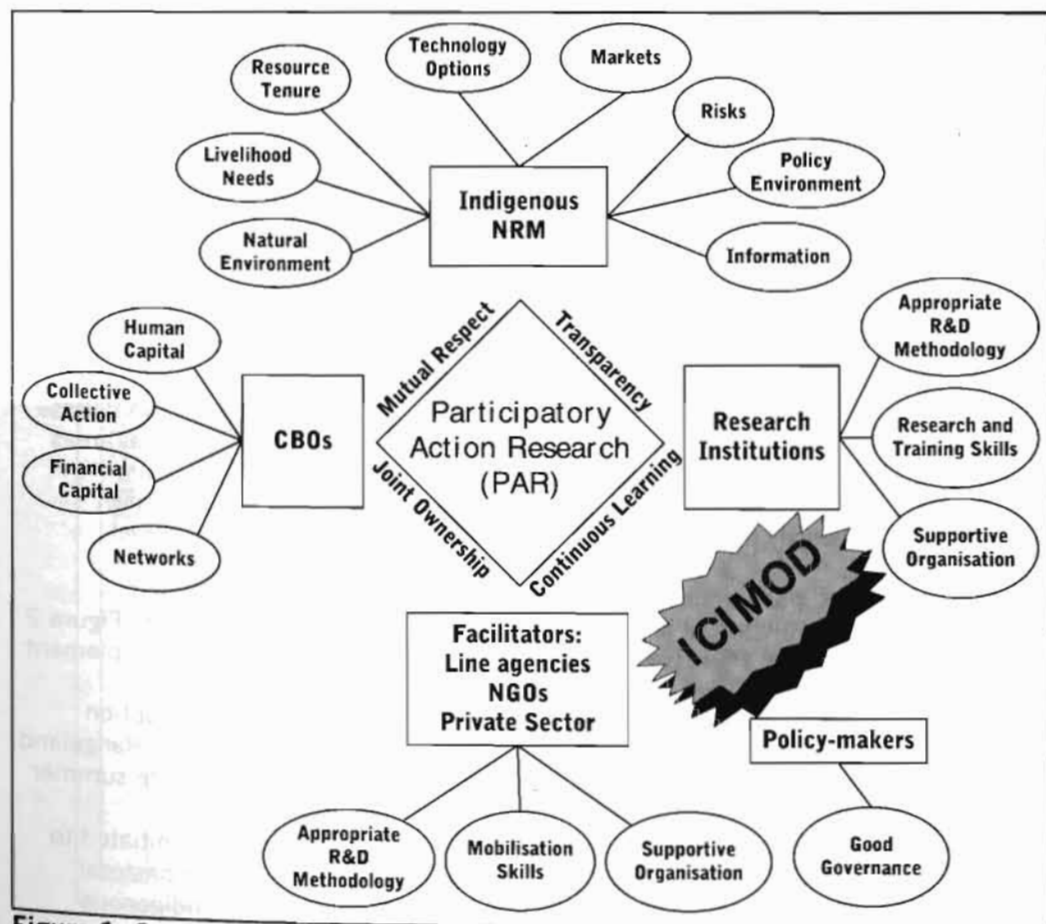 Technology
Options
Markets
Resource
Tenure
Risks
Livelihood
Needs
Policy
Environment
Indigenous
NRM
Natural
Environment
Information
Human
Capital
Mutual Respect
Transparency
Appropriate
R&D
Methodology
Collective
Action
CBOs
Participatory
Action Research
(PAR)
Research
Institutions
Research and
Training Skills
Financial
Capital
Joint Ownership
Continuous Learning
Networks
Supportive
Organisation
ICIMOD
Facilitators:
Line agencies
NGOs
Private Sector
Policy-makers
Appropriate
R&D
Methodology
Mobilisation
Skills
Supportive
Organisation
Good
Governance
Figure 2